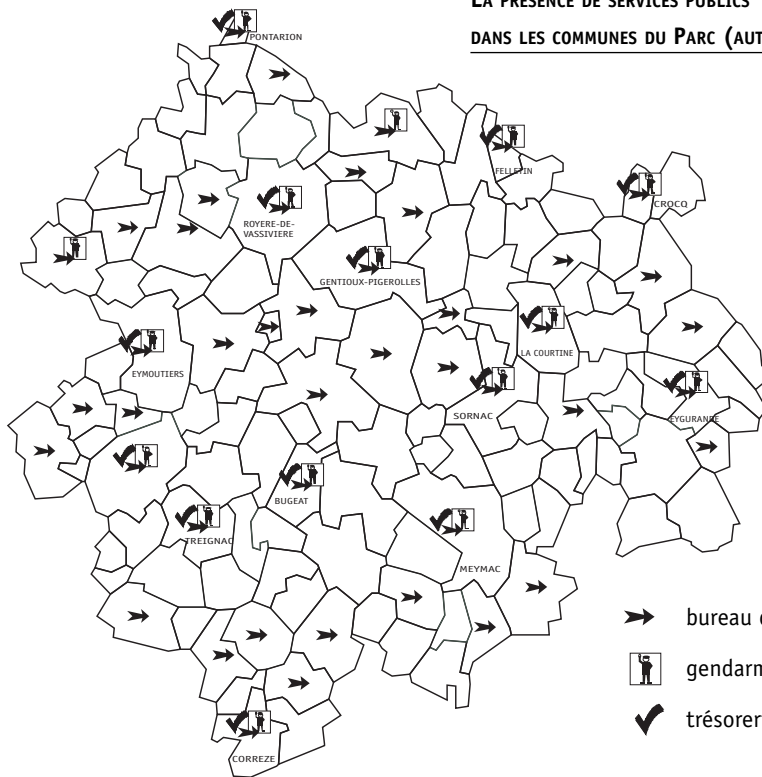 LA PRÉSENCE DE SERVICES PUBLICS
DANS LES COMMUNES DU PARC (AUT
PONTARION
FELLETIN
CROCQ
ROYERE-DE-
VASSIVIERE
GENTIOUX-PIGEROLLES
LA COURTINE
EYMOUTIERS
SORNAC
EYGURANDE
BUGEAT
TREIGNAC
MEYMAC
bureau
gendarm
trésorer
CORREZE